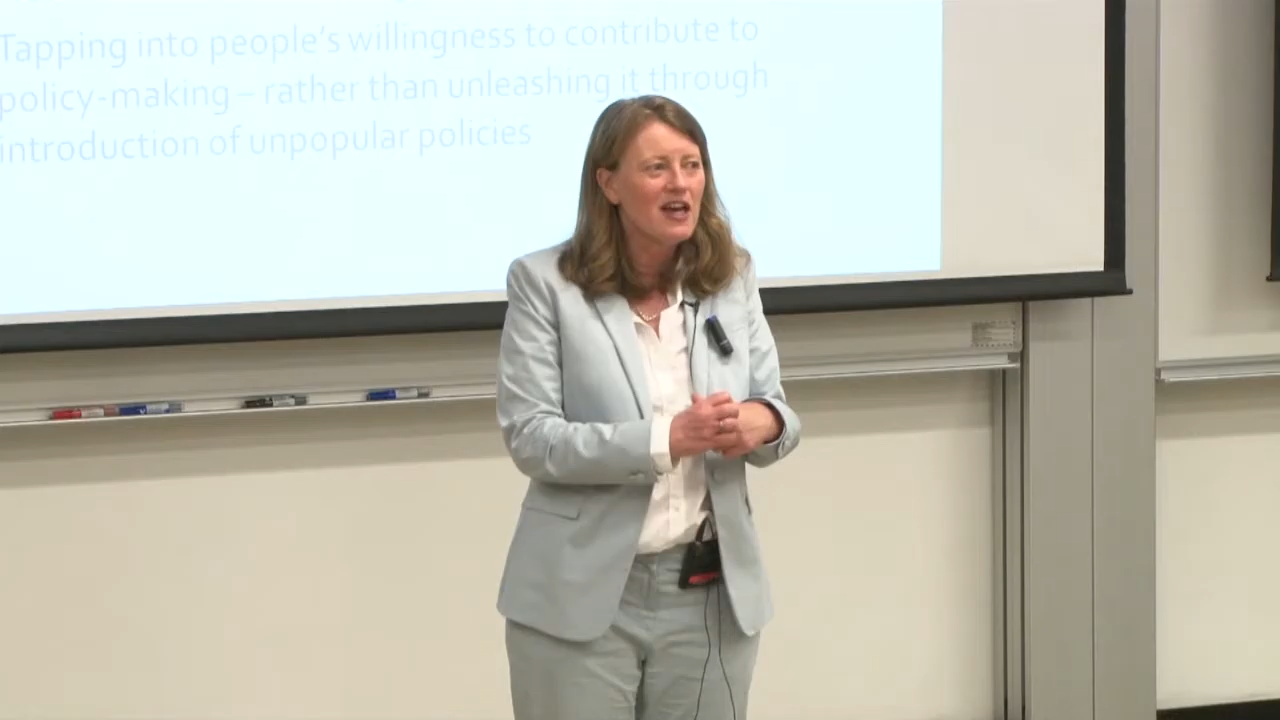 Tapping into people's willingness to contribute to
policy-making – rather than unleashing it through
introduction of unpopular policies